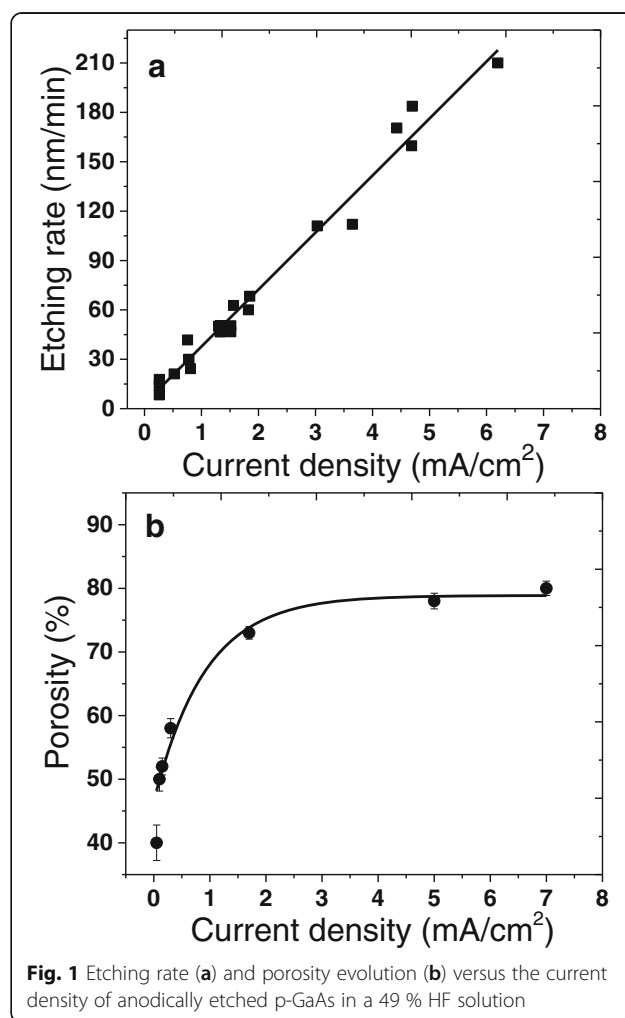 a
210
180
150
120
90
60
30
0
Etching rate (nm/min)
0 1 2 3 4 5 6 7 8
Current density (mA/cm²)
b
90
80
70
60
50
40
Porosity (%)
0 1 2 3 4 5 6 7 8
Current density (mA/cm²)
Fig. 1 Etching rate (a) and porosity evolution (b) versus the current
density of anodically etched p-GaAs in a 49 % HF solution